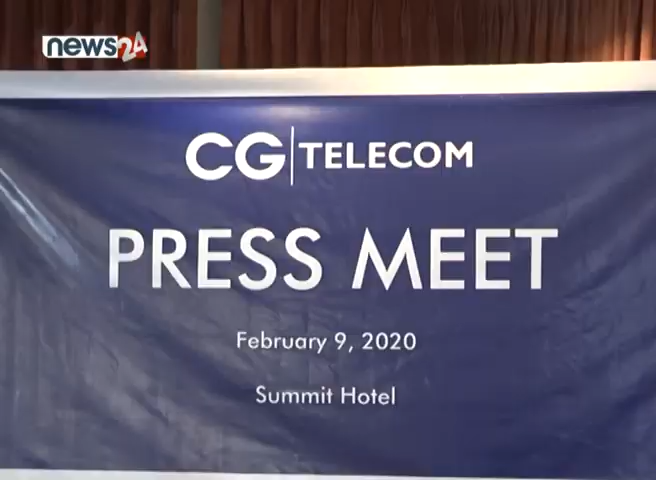 news24
CG|TELECOM
PRESS MEET
February 9, 2020
Summit Hotel